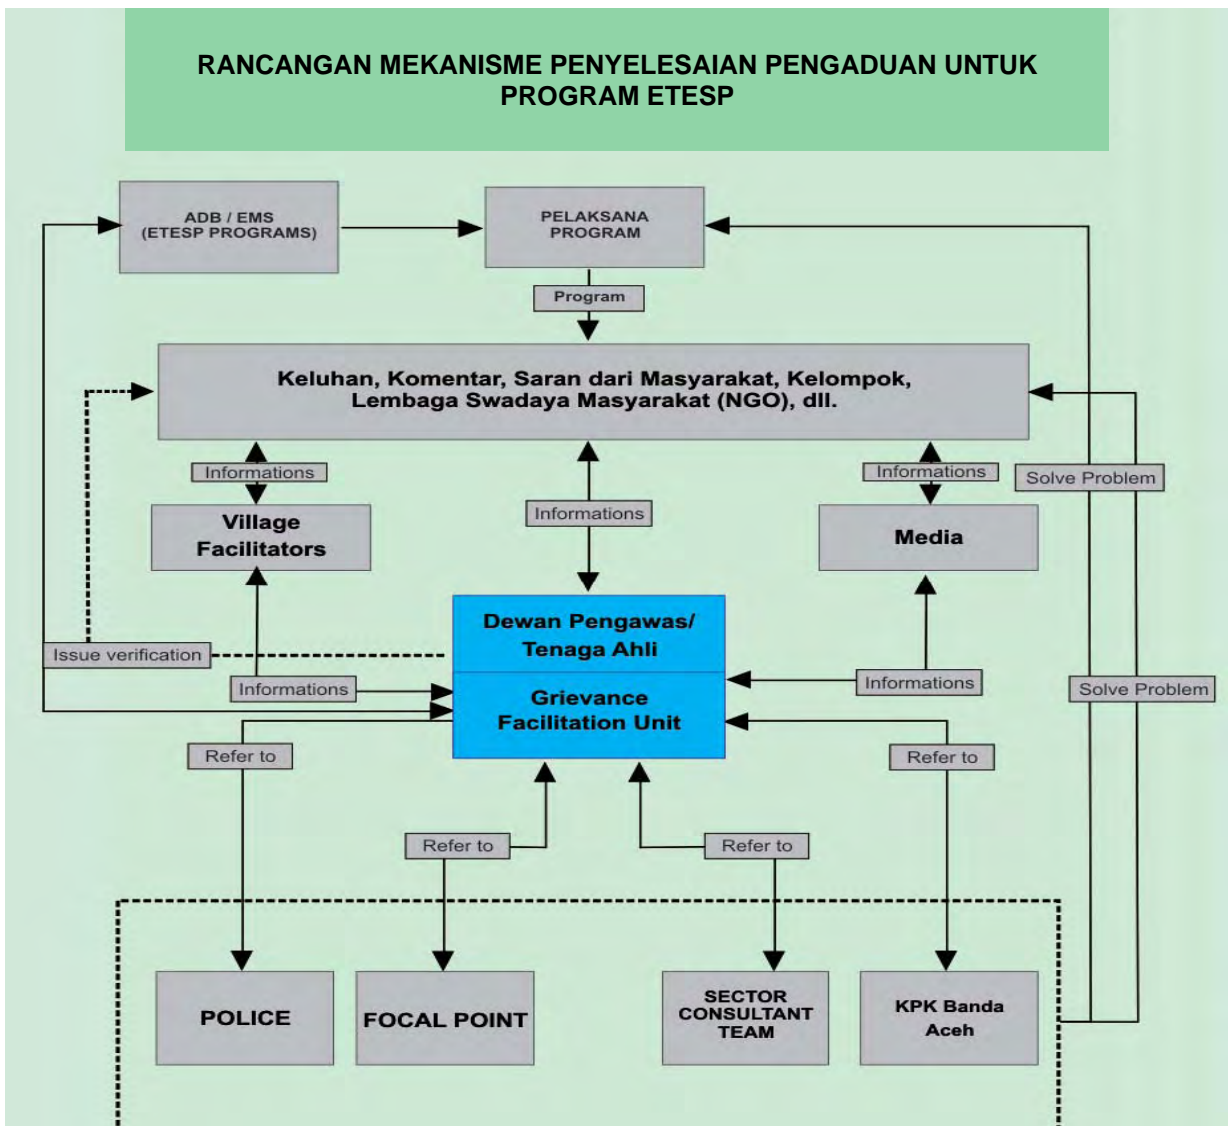 RANCANGAN MEKANISME PENYELESAIAN PENGADUAN UNTUK
PROGRAM ETESP
ADB / EMS
(ETESP PROGRAMS)
PELAKSANA
PROGRAM
Program
Keluhan, Komentar, Saran dari Masyarakat, Kelompok,
Lembaga Swadaya Masyarakat (NGO), dll.
Informations
Informations
Informations
Solve Problem
Village
Facilitators
Media
Dewan Pengawas/
Tenaga Ahli
Issue verification
Informations
Grievance
Facilitation Unit
Informations
Solve Problem
Refer to
Refer to
Refer to
Refer to
POLICE
FOCAL POINT
SECTOR
CONSULTANT
TEAM
KPK Banda
Aceh